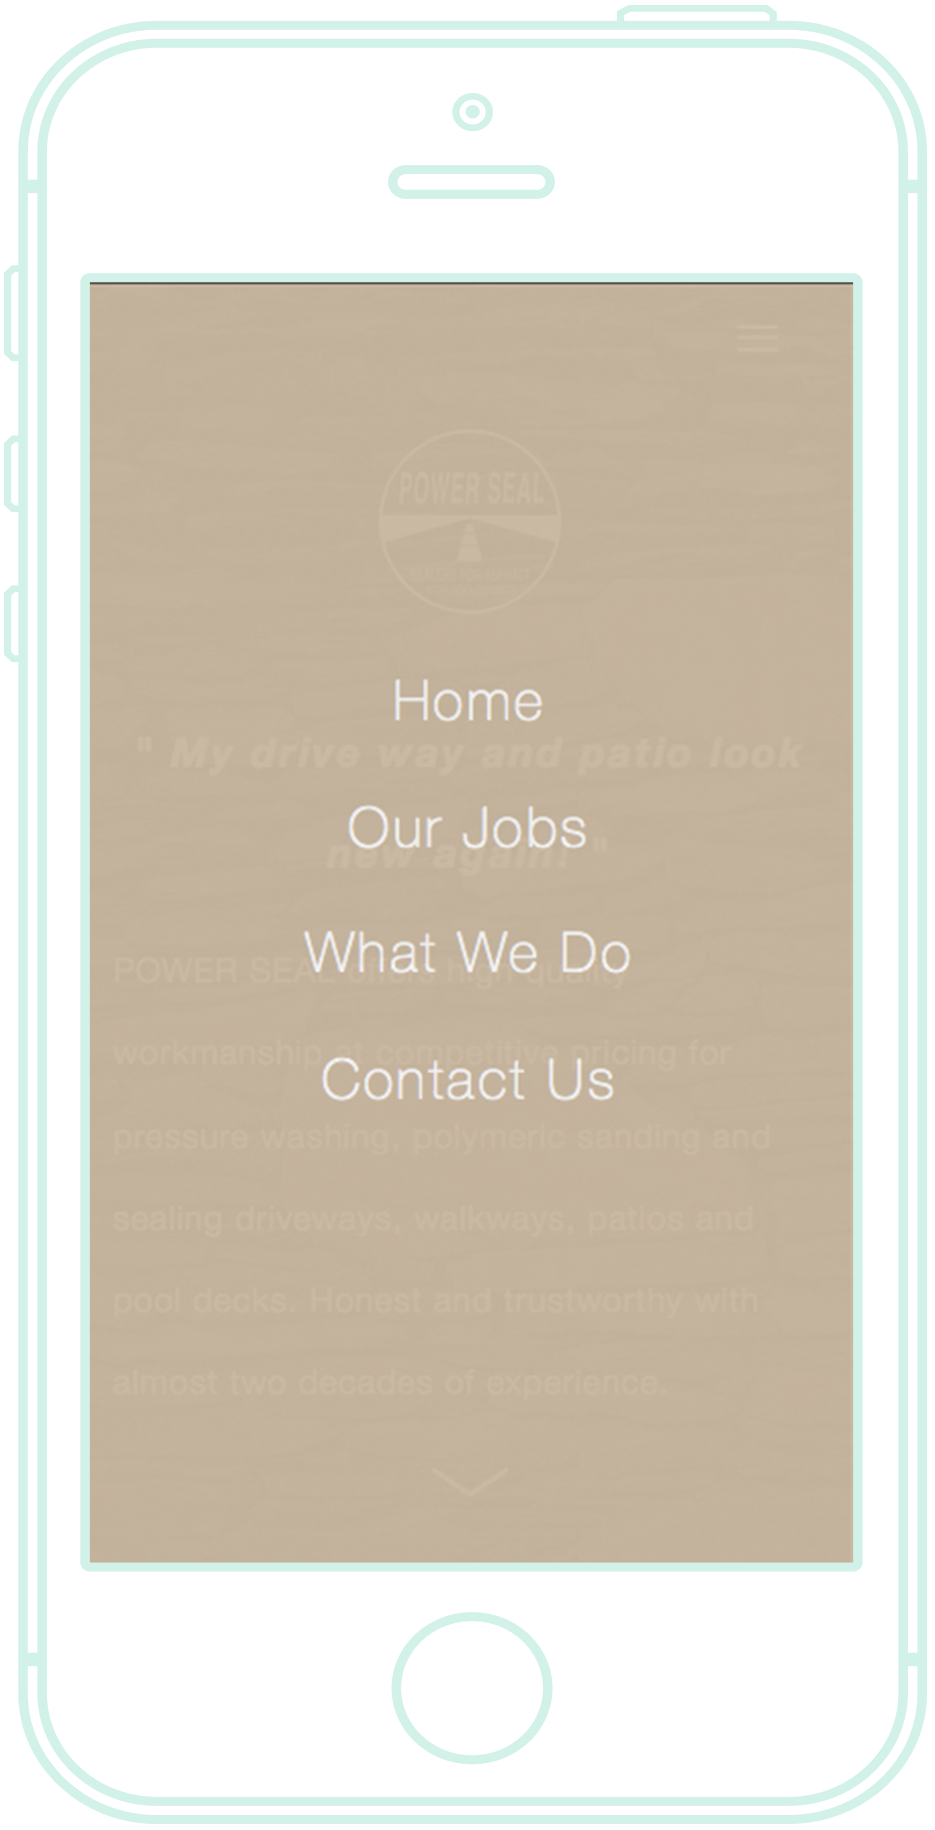 POWER SEAL
Home
" My drive way and patio look
Our Jobs
new again! "
What We Do
POWER SEAL offers high quality
workmanship at competitive pricing for
Contact Us
pressure washing, polymeric sanding and
sealing driveways, walkways, patios and
pool decks. Honest and trustworthy with
almost two decades of experience.